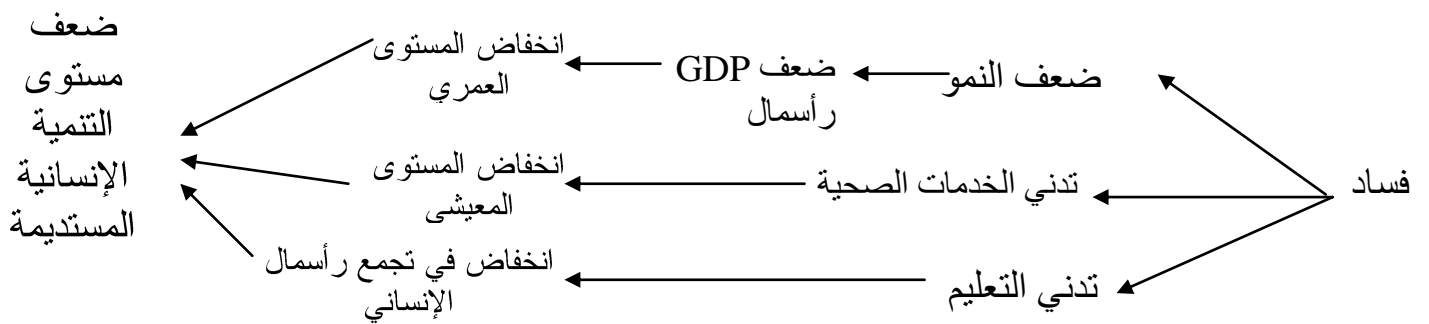 فساد
ضعف النمو
ضعف GDP
رأسمال
انخفاض المستوى
العمري
تدني الخدمات الصحية
انخفاض المستوى
المعيشى
تدني التعليم
انخفاض في تجمع رأسمال
الإنساني
ضعف
مستوى
التنمية
الإنسانية
المستديمة